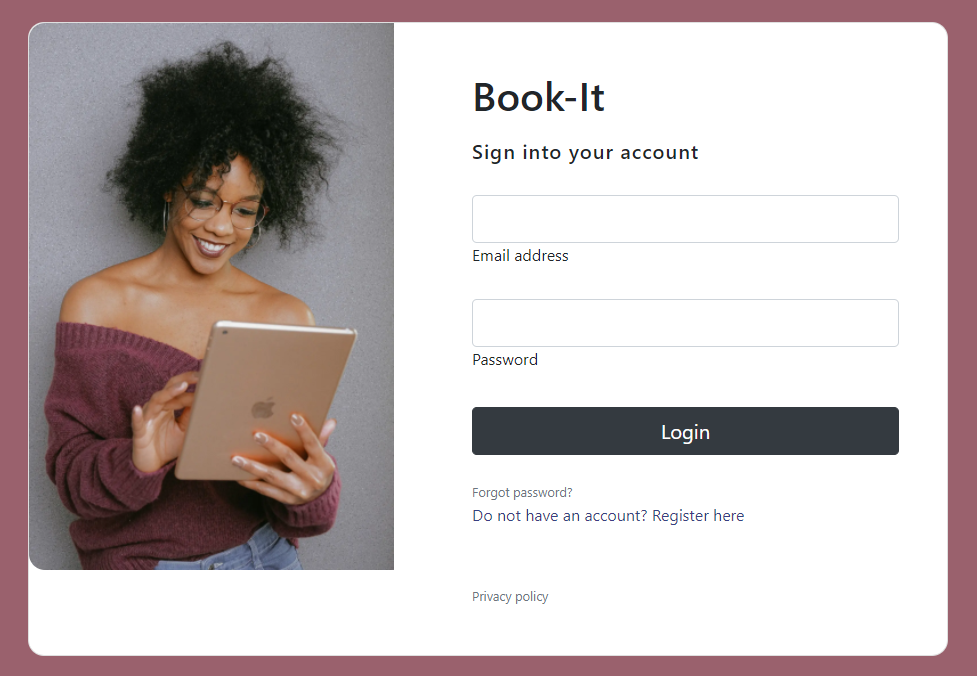 Book-It
Sign into your account
Email address
Password
Login
Forgot password?
Do not have an account? Register here
Privacy policy